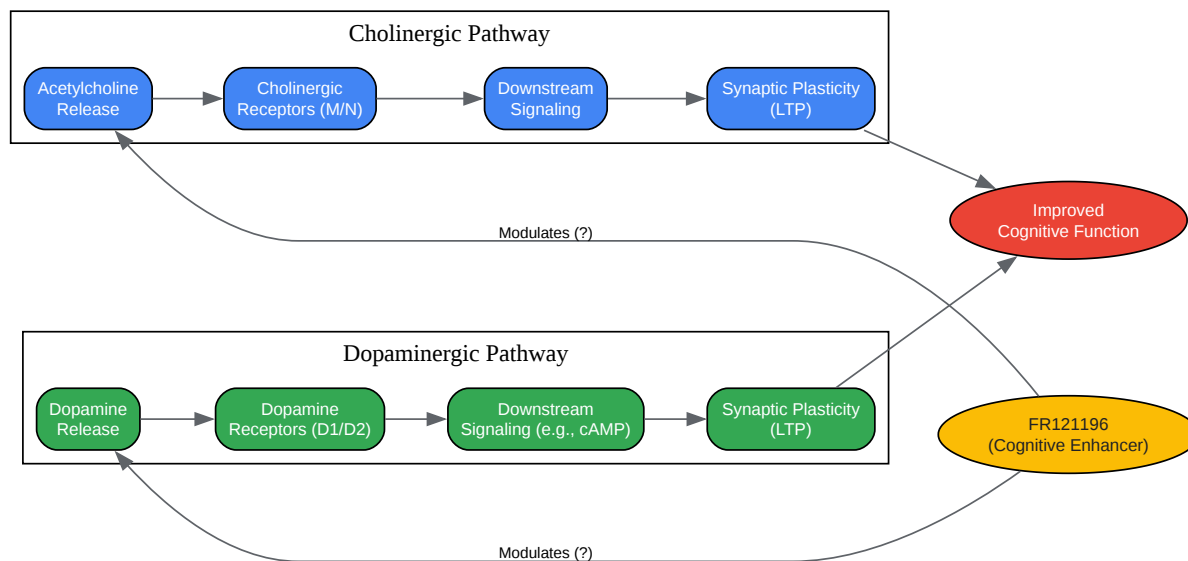 Cholinergic Pathway
Acetylcholine
Release
Cholinergic
Receptors (M/N)
Downstream
Signaling
Synaptic Plasticity
(LTP)
Improved
Cognitive Function
Modulates (?)
Dopaminergic Pathway
Dopamine
Release
Dopamine
Receptors (D1/D2)
Downstream
Signaling (e.g., cAMP)
Synaptic Plasticity
(LTP)
FR121196
(Cognitive Enhancer)
Modulates (?)